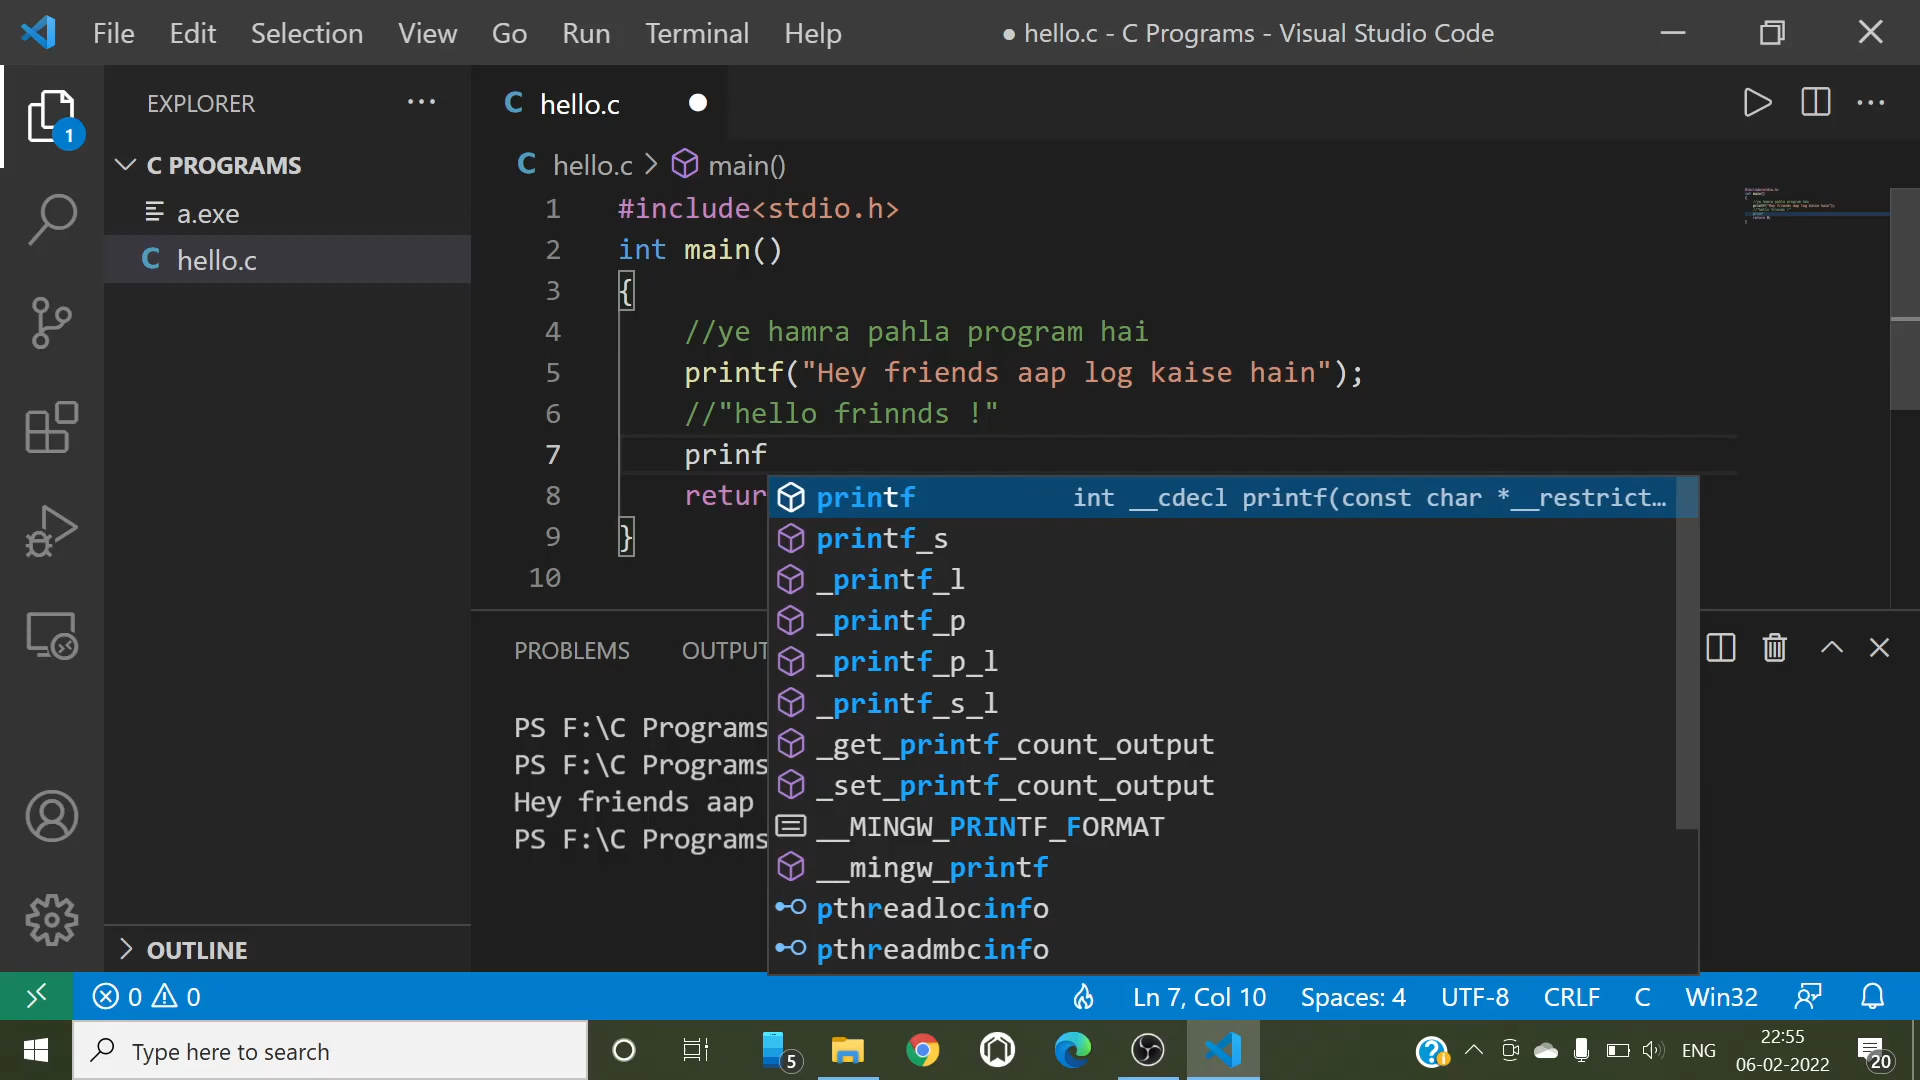 File Edit Selection View Go Run Terminal Help ● hello.c - C Programs - Visual Studio Code
EXPLORER
1
C PROGRAMS
a.exe
C hello.c
OUTLINE
C hello.c
C hello.c > main()
1 #include<stdio.h>
2 int main()
3 {
4 //ye hamra pahla program hai
5 printf("Hey friends aap log kaise hain");
6 //"hello frinnds !"
7 prinf
8 retur
9 }
10
printf int __cdecl printf(const char *__restrict…
printf_s
_printf_l
_printf_p
_printf_p_l
_printf_s_l
_get_printf_count_output
_set_printf_count_output
__MINGW_PRINTF_FORMAT
__mingw_printf
pthreadlocinfo
pthreadmbcinfo
PROBLEMS OUTPUT
PS F:\C Programs
PS F:\C Programs
Hey friends aap
PS F:\C Programs
0 0 Ln 7, Col 10 Spaces: 4 UTF-8 CRLF C Win32
Type here to search 5 ENG 22:55
06-02-2022 20